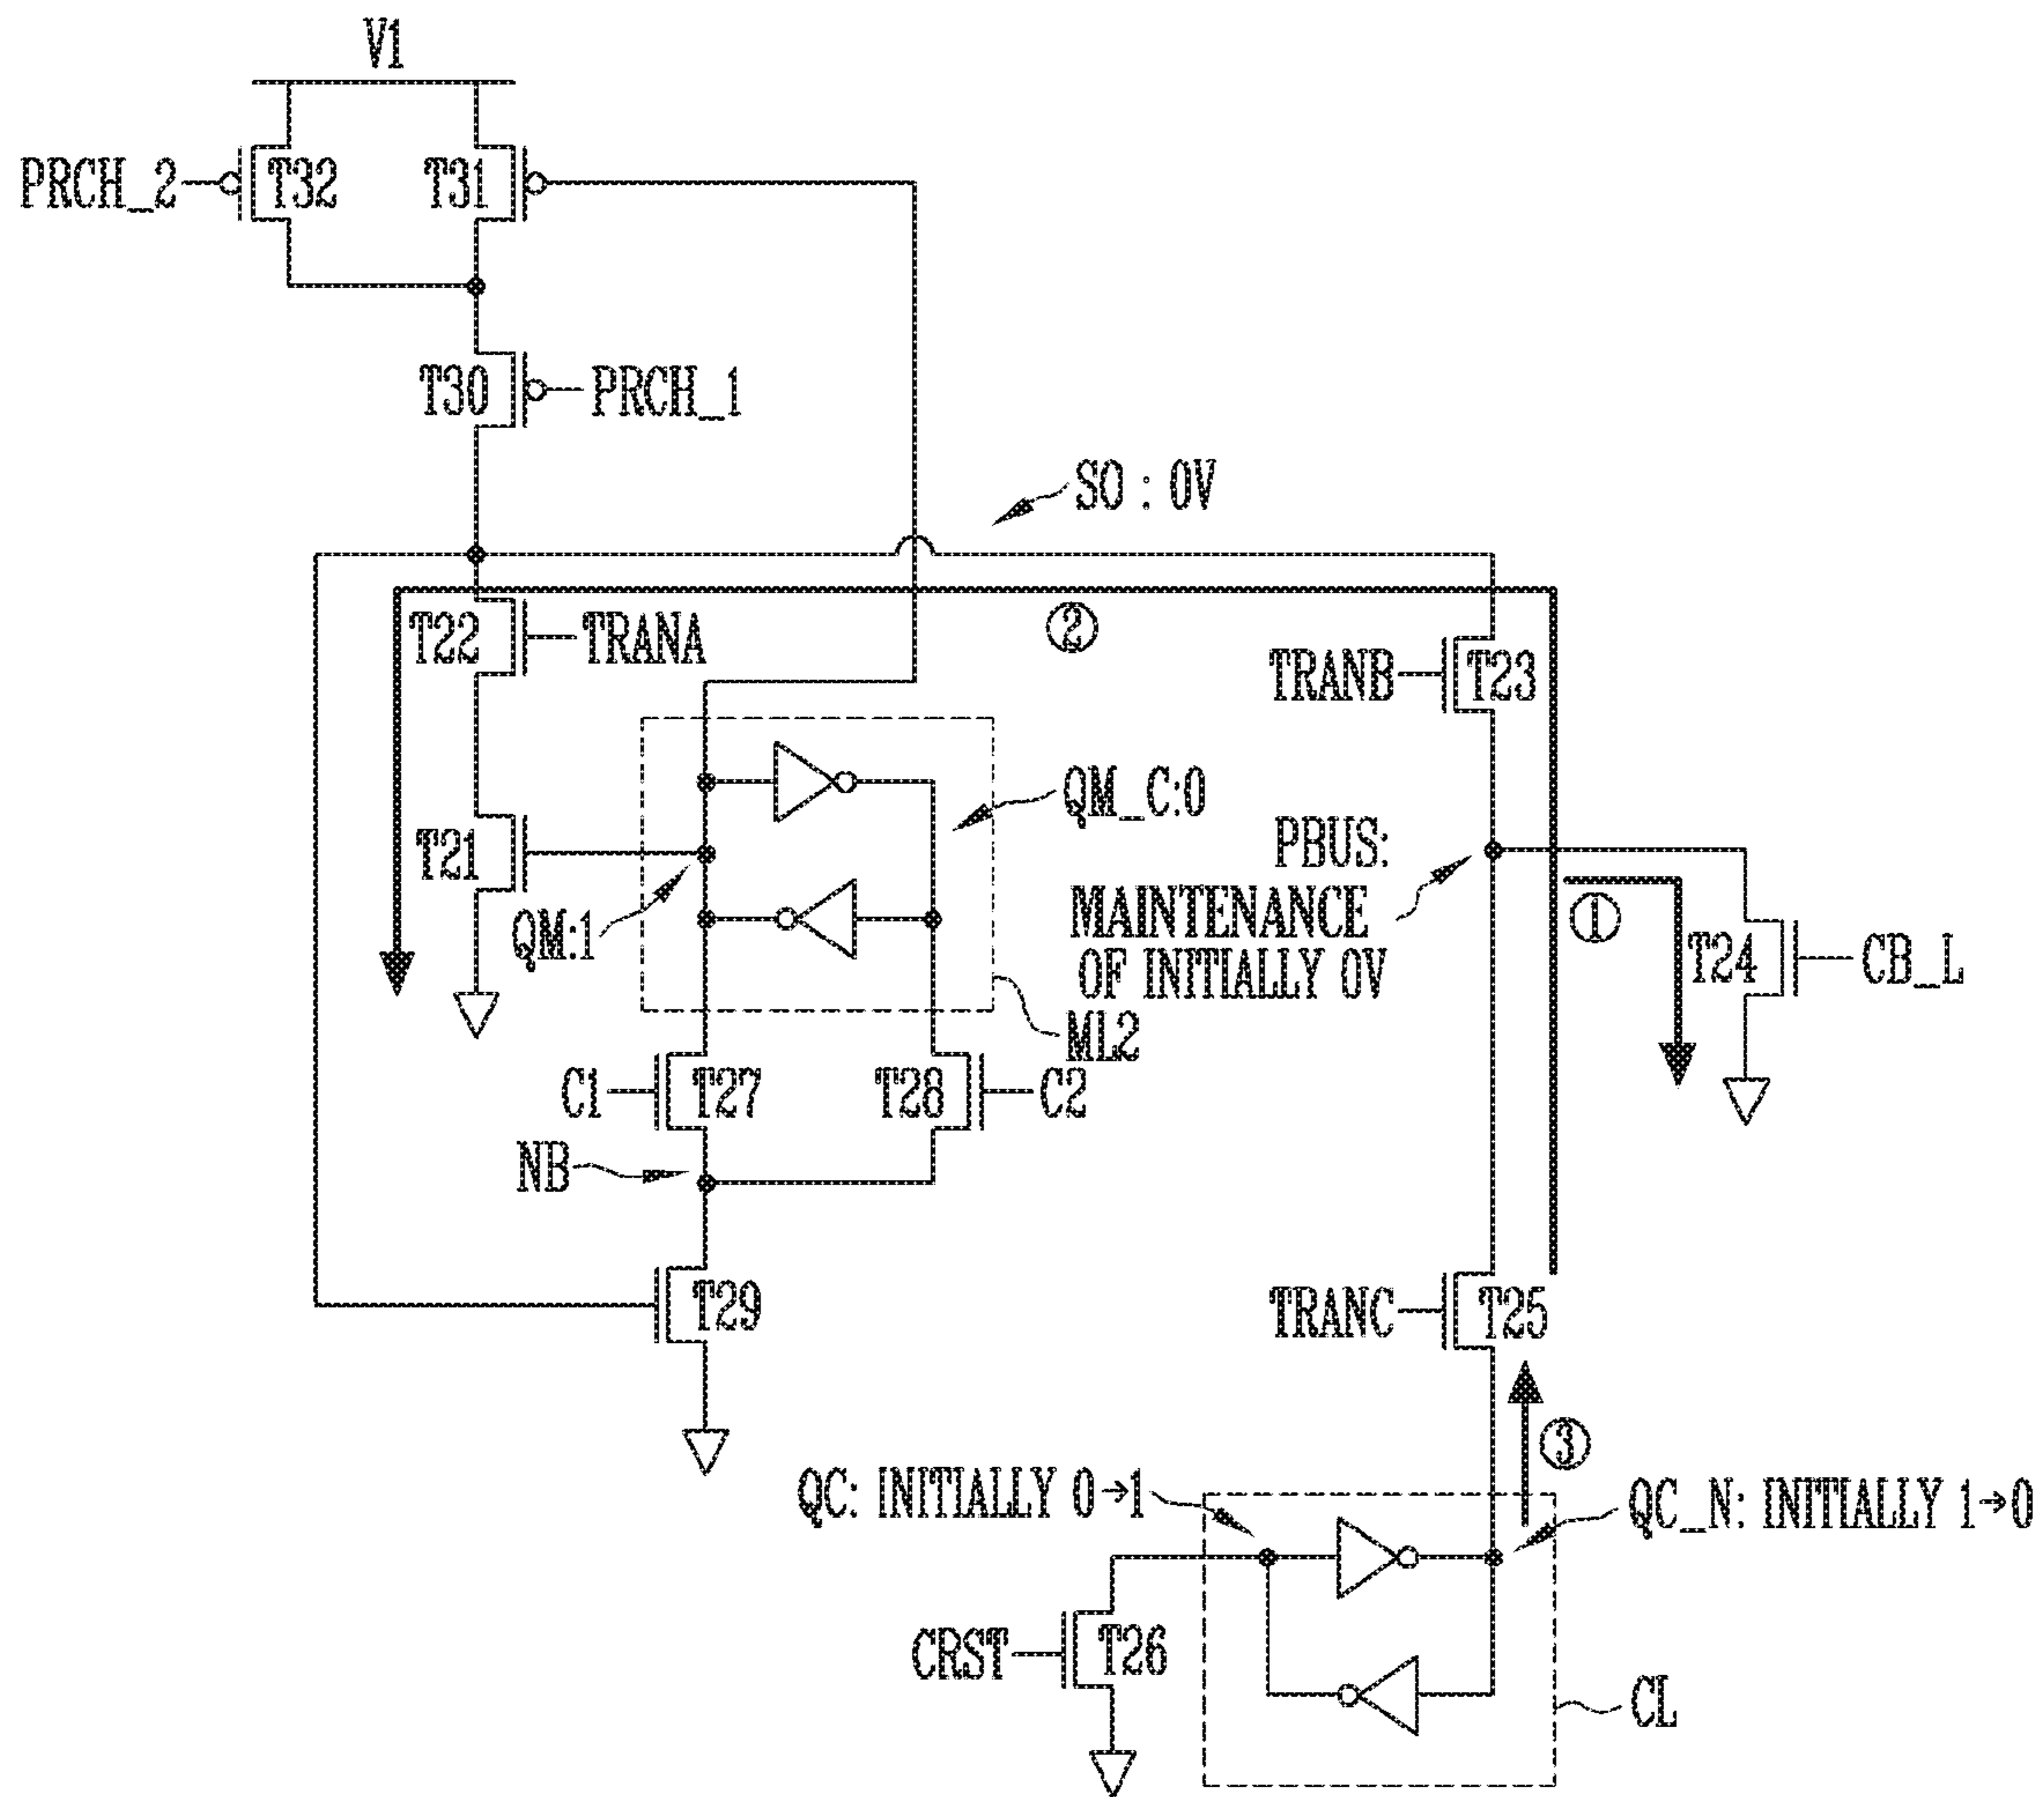 V1
PRCH_2
T32
T31
T30
PRCH_1
SO : 0V
T22
TRANA
②
TRANB
T23
QM_C:0
T21
QM:1
PBUS:
MAINTENANCE
OF INITIALLY 0V
①
T24
CB_L
ML2
C1
T27
T28
C2
NB
T29
TRANC
T25
③
QC: INITIALLY 0→1
QC_N: INITIALLY 1→0
CRST
T26
CL